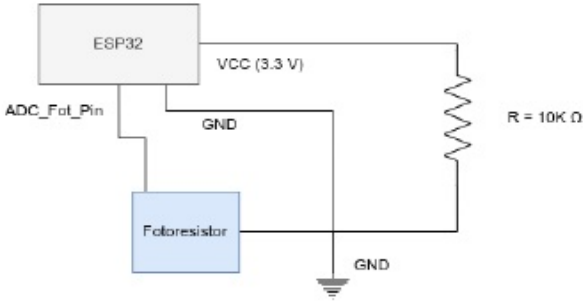 ESP32
VCC (3.3 V)
ADC_Fot_Pin
GND
R = 10K Ω
Fotoresistor
GND